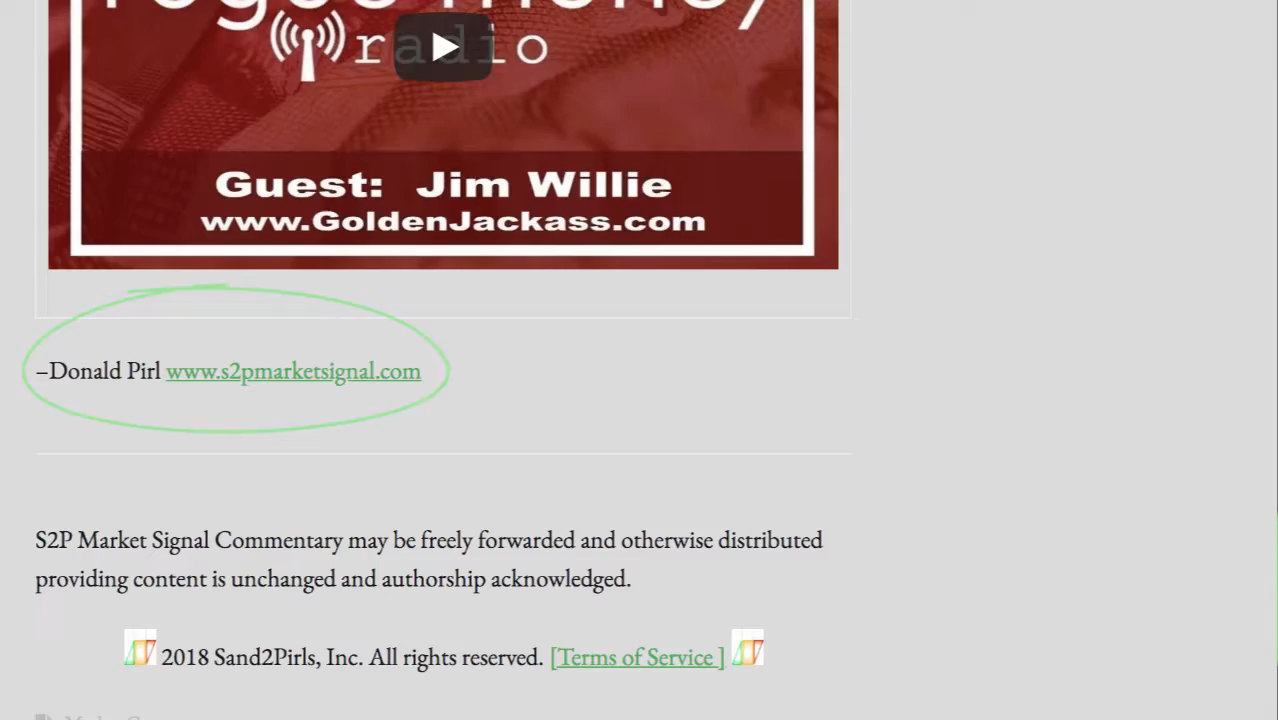 rogue money
radio
Guest: Jim Willie
www.GoldenJackass.com
–Donald Pirl www.s2pmarketsignal.com
S2P Market Signal Commentary may be freely forwarded and otherwise distributed
providing content is unchanged and authorship acknowledged.
2018 Sand2Pirls, Inc. All rights reserved. [Terms of Service ]